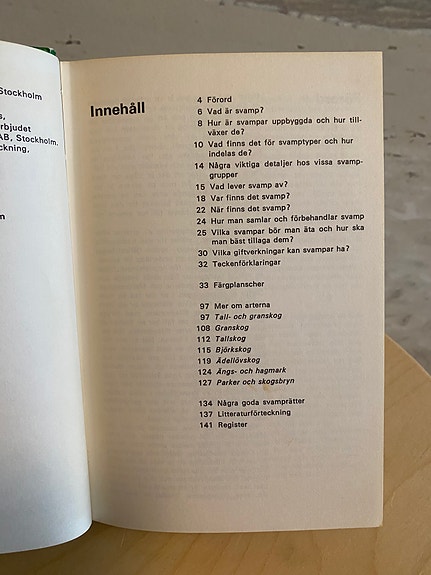 Stockholm
s,
rbjudet
AB, Stockholm.
ckning,
n
Innehåll
4 Förord
6 Vad är svamp?
8 Hur är svampar uppbyggda och hur till-
växer de?
10 Vad finns det för svamptyper och hur
indelas de?
14 Några viktiga detaljer hos vissa svamp-
grupper
15 Vad lever svamp av?
18 Var finns det svamp?
22 När finns det svamp?
24 Hur man samlar och förbehandlar svamp
25 Vilka svampar bör man äta och hur ska
man bäst tillaga dem?
30 Vilka giftverkningar kan svampar ha?
32 Teckenförklaringar
33 Färgplanscher
97 Mer om arterna
97 Tall- och granskog
108 Granskog
112 Tallskog
115 Björkskog
119 Ädellövskog
124 Ängs- och hagmark
127 Parker och skogsbryn
134 Några goda svamprätter
137 Litteraturförteckning
141 Register